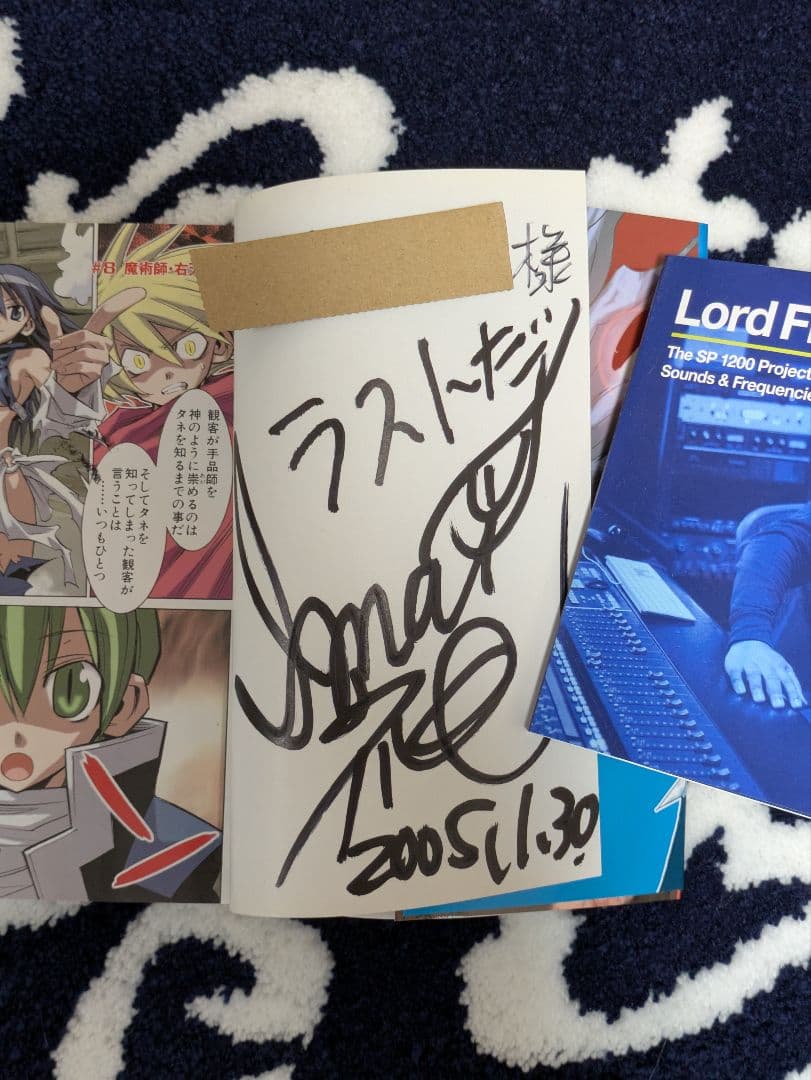 #8 魔術師・右
観客が手品師を
神のように崇めるのは
タネを知るまでの事だ
そしてタネを
知ってしまった観客が
言うことは
……いつもひとつ
様
ラストだ
2005.11.30.
Lord Fi
The SP 1200 Project
Sounds & Frequencie